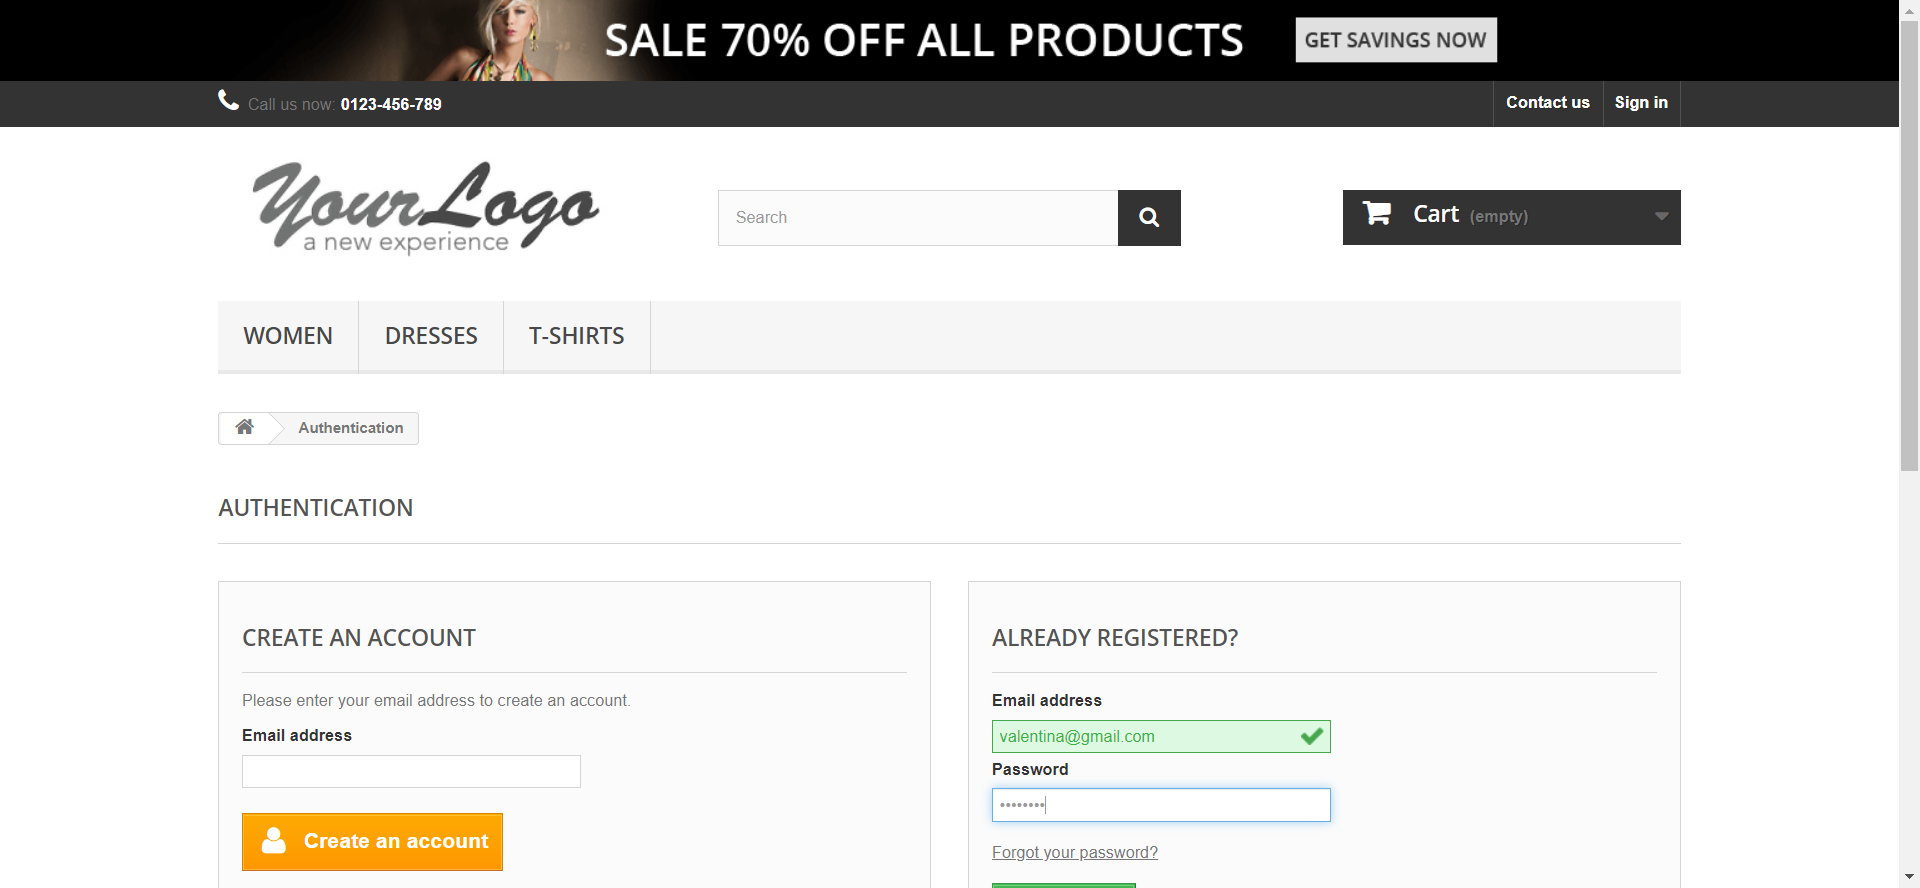 SALE 70% OFF ALL PRODUCTS GET SAVINGS NOW
Call us now: 0123-456-789
Contact us Sign in
YourLogo
a new experience
Search
Cart (empty)
WOMEN DRESSES T-SHIRTS
Authentication
AUTHENTICATION
CREATE AN ACCOUNT
Please enter your email address to create an account.
Email address
Create an account
ALREADY REGISTERED?
Email address
valentina@gmail.com
Password
••••••••
Forgot your password?